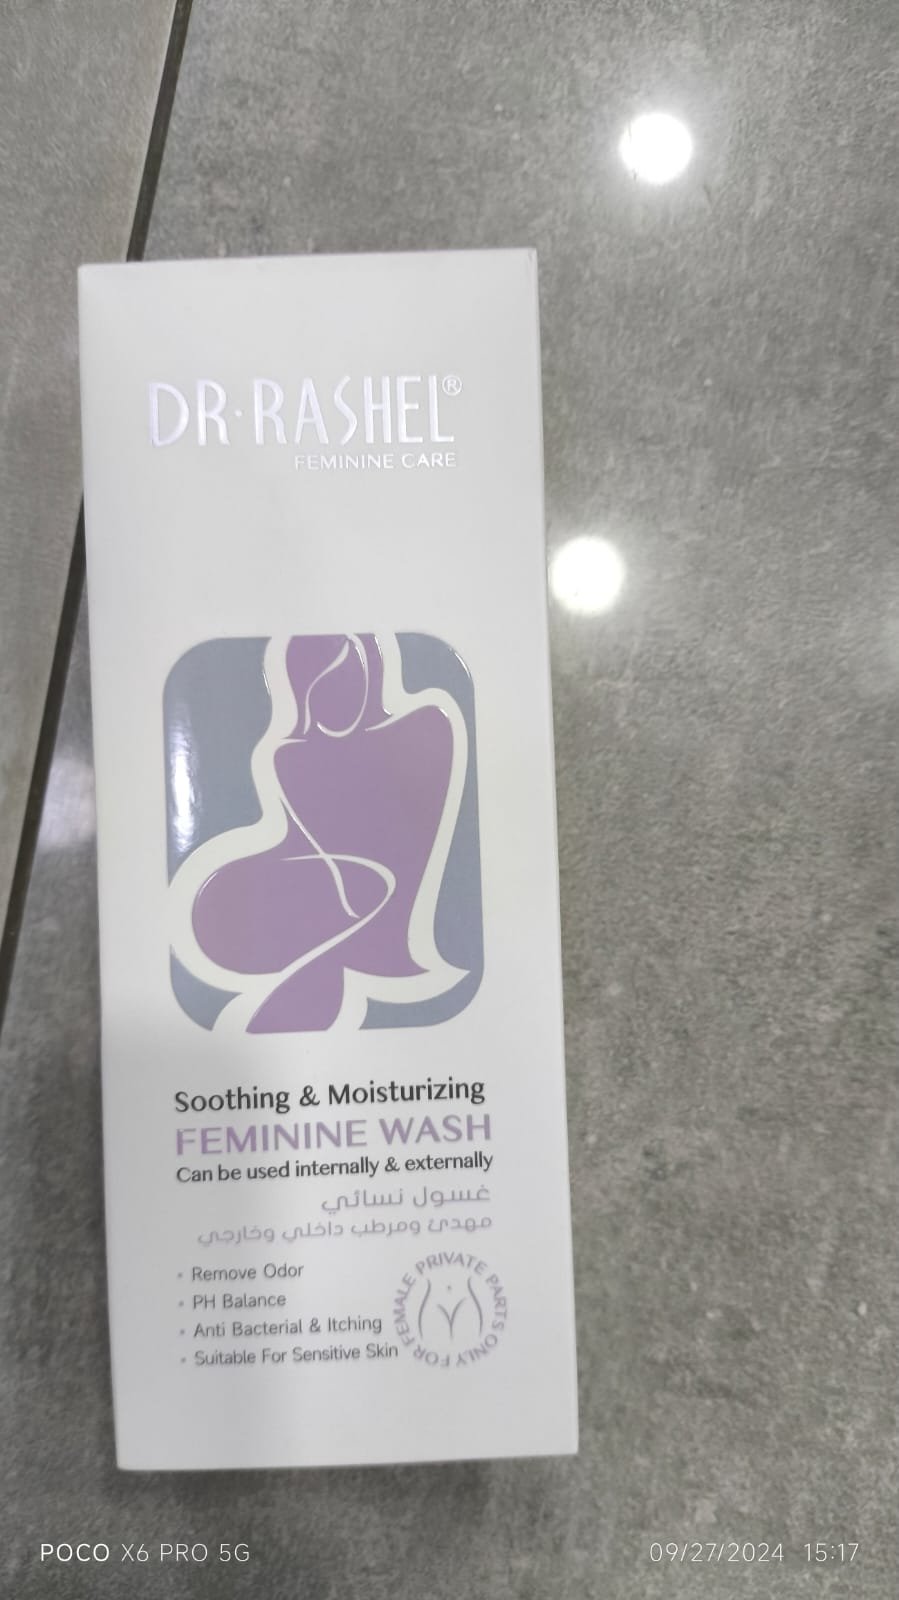 DR·RASHEL®
FEMININE CARE
Soothing & Moisturizing
FEMININE WASH
Can be used internally & externally
غسول نسائي
مهدئ ومرطب داخلي وخارجي
• Remove Odor
• PH Balance
• Anti Bacterial & Itching
• Suitable For Sensitive Skin
FOR FEMALE PRIVATE PARTS ONLY
POCO X6 PRO 5G
09/27/2024 15:17